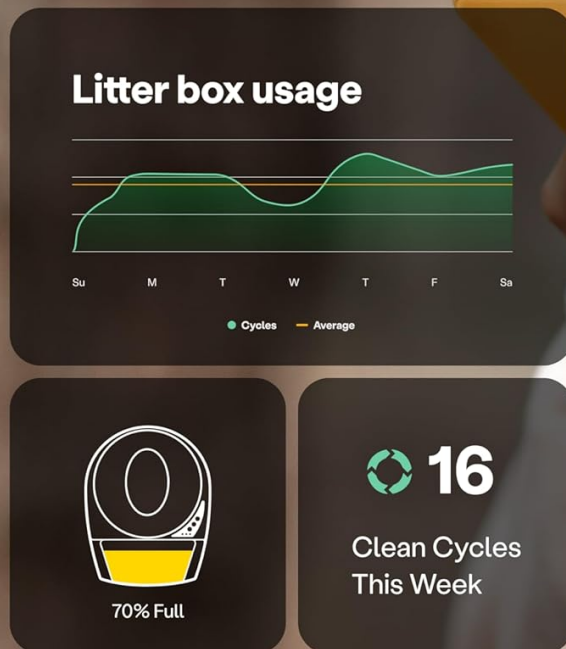 Litter box usage
Su M T W T F Sa
Cycles Average
70% Full
16
Clean Cycles
This Week